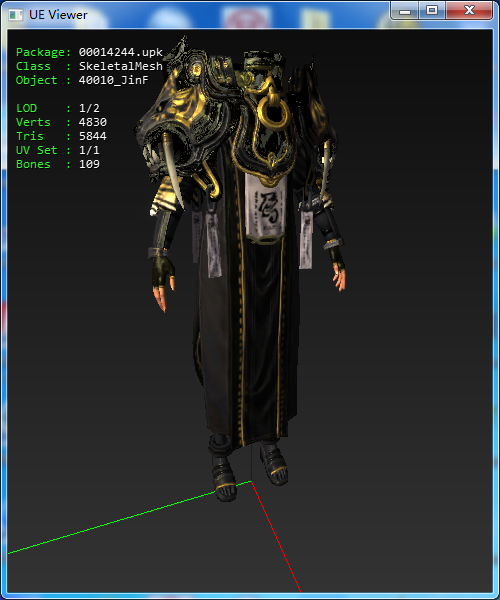 UE Viewer
Package: 00014244.upk
Class : SkeletalMesh
Object : 40010_JinF
LOD : 1/2
Verts : 4830
Tris : 5844
UV Set : 1/1
Bones : 109